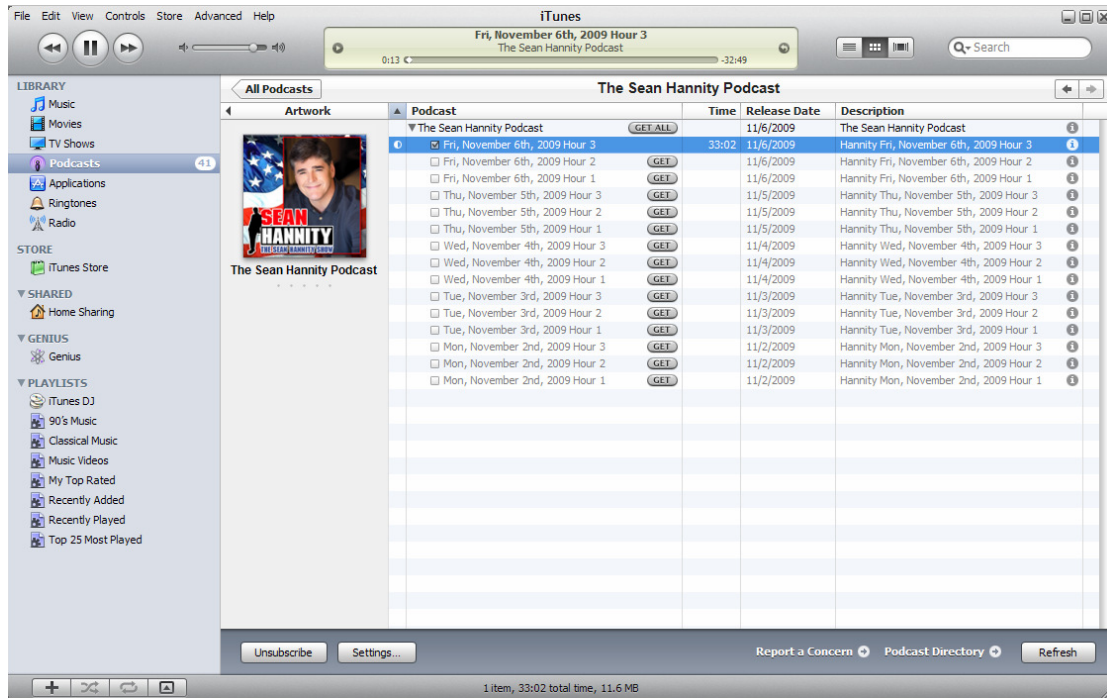 File Edit View Controls Store Advanced Help
iTunes
Fri, November 6th, 2009 Hour 3
The Sean Hannity Podcast
0:13 -32:49
Search
LIBRARY
Music
Movies
TV Shows
Podcasts 41
Applications
Ringtones
Radio
STORE
iTunes Store
SHARED
Home Sharing
GENIUS
Genius
PLAYLISTS
iTunes DJ
90's Music
Classical Music
Music Videos
My Top Rated
Recently Added
Recently Played
Top 25 Most Played
All Podcasts
The Sean Hannity Podcast
Artwork
SEAN
HANNITY
THE SEAN HANNITY SHOW
The Sean Hannity Podcast
Podcast Time Release Date Description
The Sean Hannity Podcast GET ALL 11/6/2009 The Sean Hannity Podcast
Fri, November 6th, 2009 Hour 3 33:02 11/6/2009 Hannity Fri, November 6th, 2009 Hour 3
Fri, November 6th, 2009 Hour 2 GET 11/6/2009 Hannity Fri, November 6th, 2009 Hour 2
Fri, November 6th, 2009 Hour 1 GET 11/6/2009 Hannity Fri, November 6th, 2009 Hour 1
Thu, November 5th, 2009 Hour 3 GET 11/5/2009 Hannity Thu, November 5th, 2009 Hour 3
Thu, November 5th, 2009 Hour 2 GET 11/5/2009 Hannity Thu, November 5th, 2009 Hour 2
Thu, November 5th, 2009 Hour 1 GET 11/5/2009 Hannity Thu, November 5th, 2009 Hour 1
Wed, November 4th, 2009 Hour 3 GET 11/4/2009 Hannity Wed, November 4th, 2009 Hour 3
Wed, November 4th, 2009 Hour 2 GET 11/4/2009 Hannity Wed, November 4th, 2009 Hour 2
Wed, November 4th, 2009 Hour 1 GET 11/4/2009 Hannity Wed, November 4th, 2009 Hour 1
Tue, November 3rd, 2009 Hour 3 GET 11/3/2009 Hannity Tue, November 3rd, 2009 Hour 3
Tue, November 3rd, 2009 Hour 2 GET 11/3/2009 Hannity Tue, November 3rd, 2009 Hour 2
Tue, November 3rd, 2009 Hour 1 GET 11/3/2009 Hannity Tue, November 3rd, 2009 Hour 1
Mon, November 2nd, 2009 Hour 3 GET 11/2/2009 Hannity Mon, November 2nd, 2009 Hour 3
Mon, November 2nd, 2009 Hour 2 GET 11/2/2009 Hannity Mon, November 2nd, 2009 Hour 2
Mon, November 2nd, 2009 Hour 1 GET 11/2/2009 Hannity Mon, November 2nd, 2009 Hour 1
Unsubscribe Settings... Report a Concern Podcast Directory Refresh
1 item, 33:02 total time, 11.6 MB